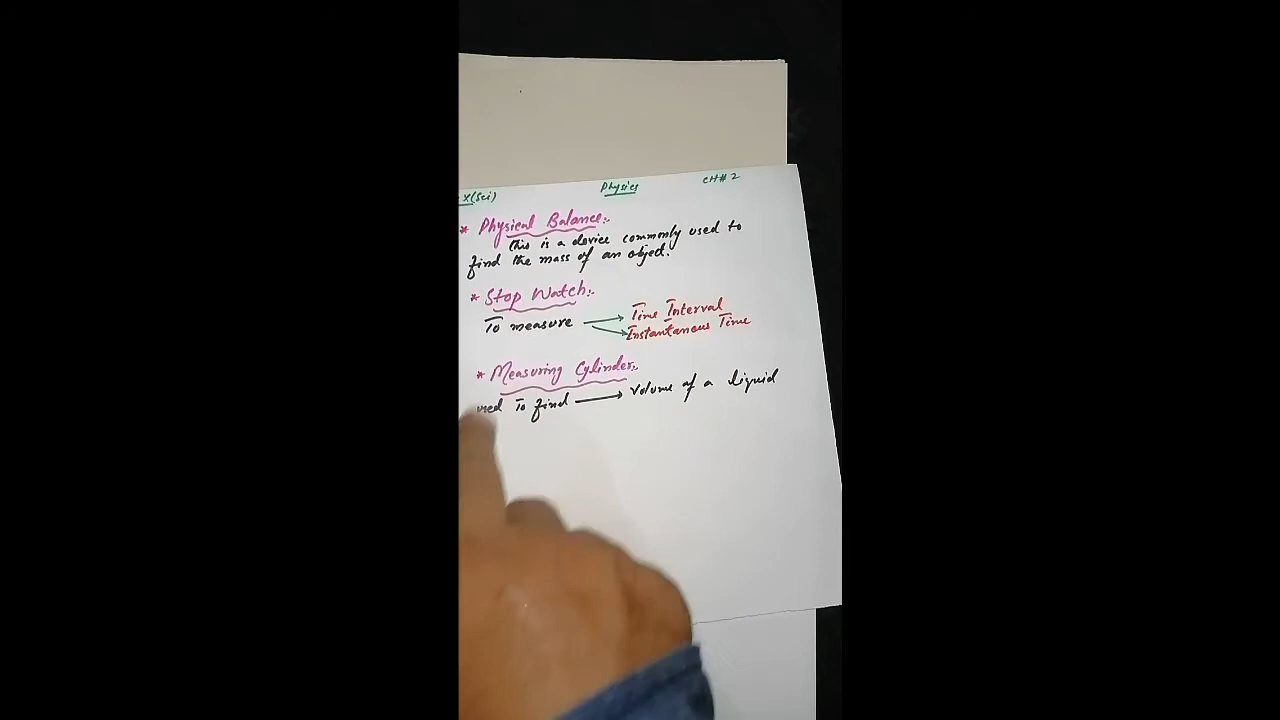 X(Sci) Physics CH# 2
* Physical Balance:-
This is a device commonly used to
find the mass of an object.
* Stop Watch:-
To measure → Time Interval
→ Instantanous Time
* Measuring Cylinder:-
used To find → volume of a liquid